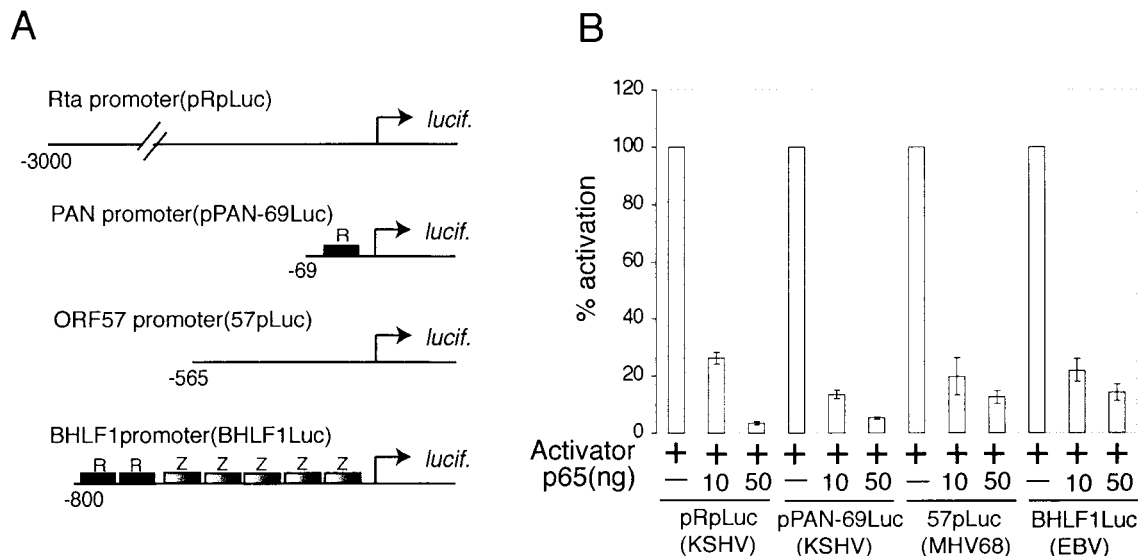 A
Rta promoter(pRpLuc)
lucif.
-3000
PAN promoter(pPAN-69Luc)
R
lucif.
-69
ORF57 promoter(57pLuc)
lucif.
-565
BHLF1promoter(BHLF1Luc)
R R Z Z Z Z Z
lucif.
-800
B
% activation
120
100
80
60
40
20
0
Activator + + + + + + + + + + + +
p65(ng) — 10 50 — 10 50 — 10 50 — 10 50
pRpLuc pPAN-69Luc 57pLuc BHLF1Luc
(KSHV) (KSHV) (MHV68) (EBV)